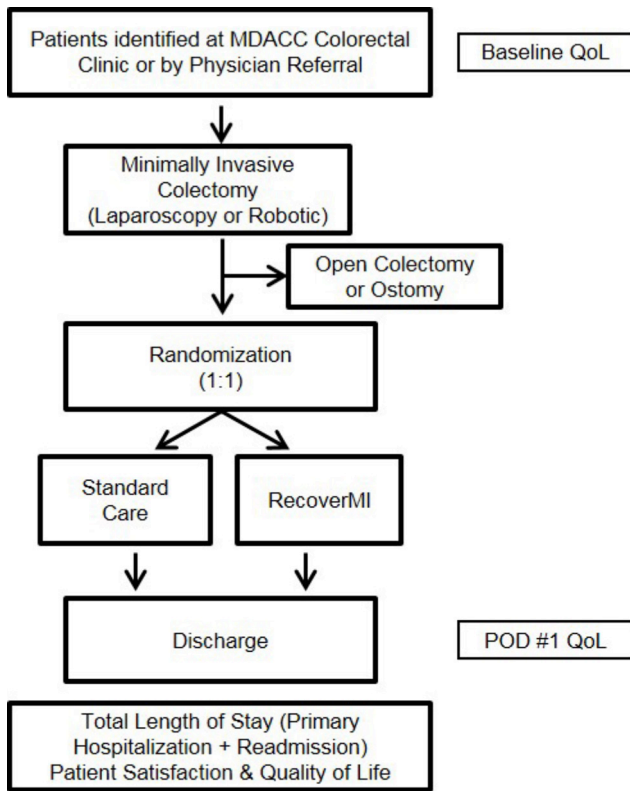 Patients identified at MDACC Colorectal
Clinic or by Physician Referral
Baseline QoL
Minimally Invasive
Colectomy
(Laparoscopy or Robotic)
Open Colectomy
or Ostomy
Randomization
(1:1)
Standard
Care
RecoverMI
Discharge
POD #1 QoL
Total Length of Stay (Primary
Hospitalization + Readmission)
Patient Satisfaction & Quality of Life